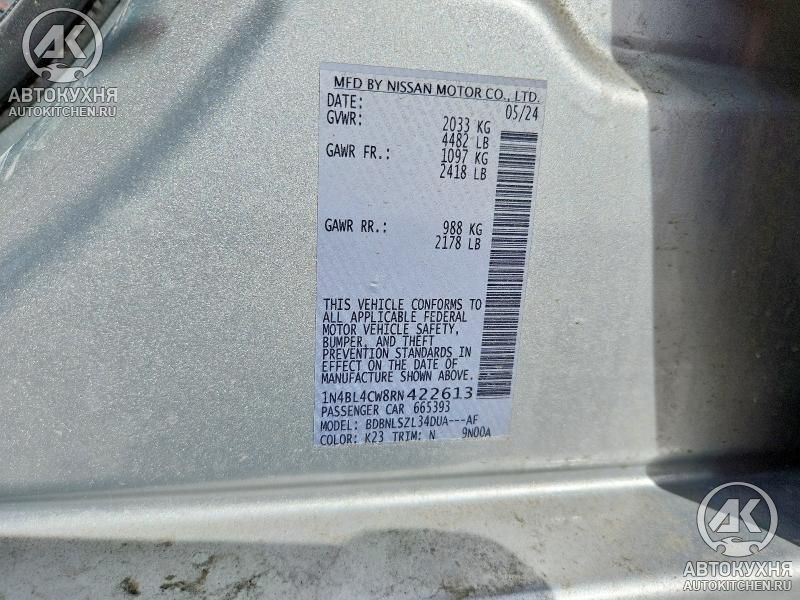 AK
АВТОКУХНЯ
AUTOKITCHEN.RU
MFD BY NISSAN MOTOR CO., LTD.
DATE: 05/24
GVWR: 2033 KG
4482 LB
GAWR FR.: 1097 KG
2418 LB
GAWR RR.: 988 KG
2178 LB
THIS VEHICLE CONFORMS TO
ALL APPLICABLE FEDERAL
MOTOR VEHICLE SAFETY,
BUMPER, AND THEFT
PREVENTION STANDARDS IN
EFFECT ON THE DATE OF
MANUFACTURE SHOWN ABOVE.
1N4BL4CW8RN422613
PASSENGER CAR 665393
MODEL: BDBNLSZL34DUA---AF
COLOR: K23 TRIM: N 9N00A
AK
АВТОКУХНЯ
AUTOKITCHEN.RU